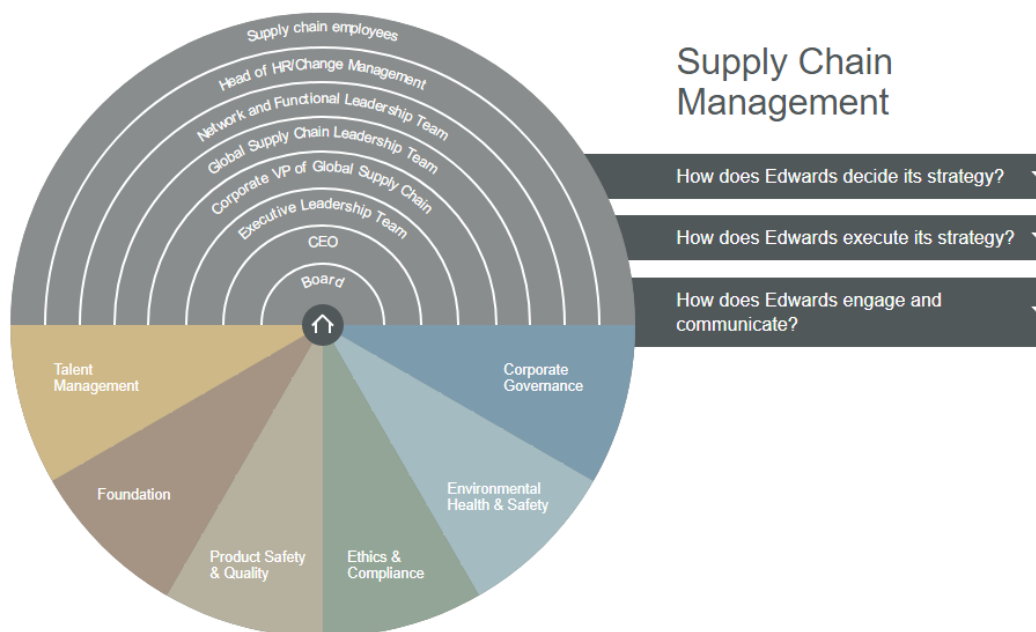 Supply chain employees
Head of HR/Change Management
Network and Functional Leadership Team
Global Supply Chain Leadership Team
Corporate VP of Global Supply Chain
Executive Leadership Team
CEO
Board
Talent
Management
Foundation
Product Safety
& Quality
Ethics &
Compliance
Environmental
Health & Safety
Corporate
Governance
Supply Chain
Management
How does Edwards decide its strategy?
How does Edwards execute its strategy?
How does Edwards engage and
communicate?